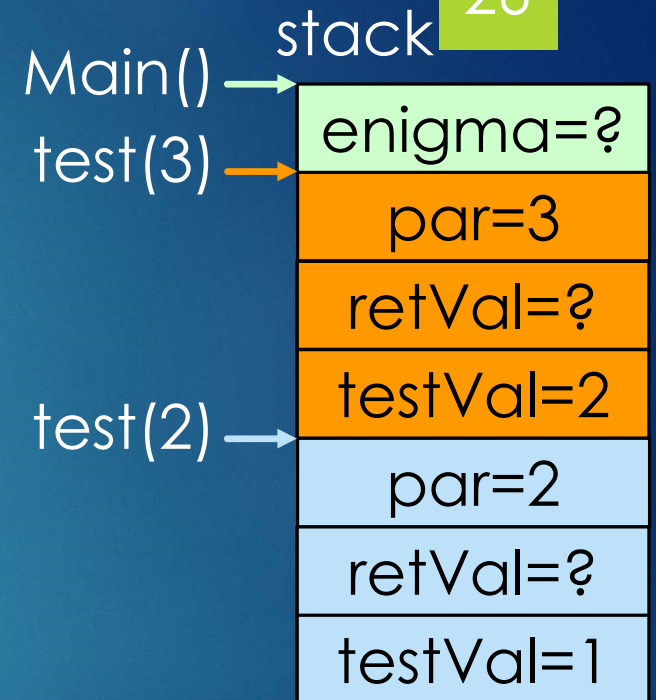 stack
Main()
enigma=?
test(3)
par=3
retVal=?
testVal=2
test(2)
par=2
retVal=?
testVal=1